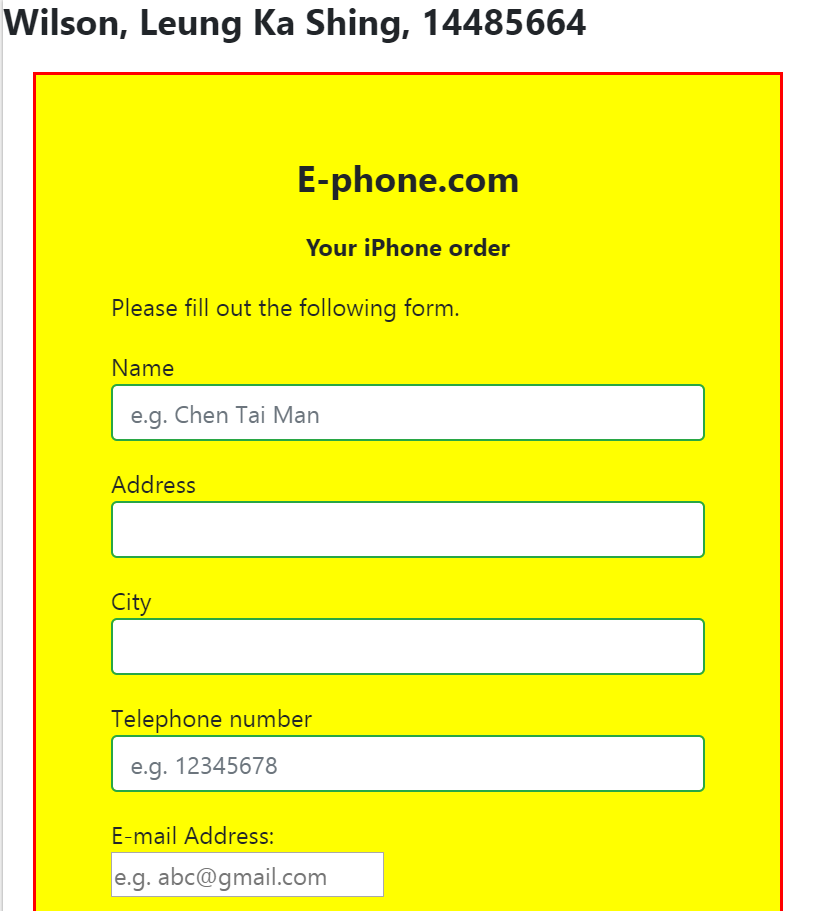 Wilson, Leung Ka Shing, 14485664
E-phone.com
Your iPhone order
Please fill out the following form.
Name
e.g. Chen Tai Man
Address
City
Telephone number
e.g. 12345678
E-mail Address:
e.g. abc@gmail.com